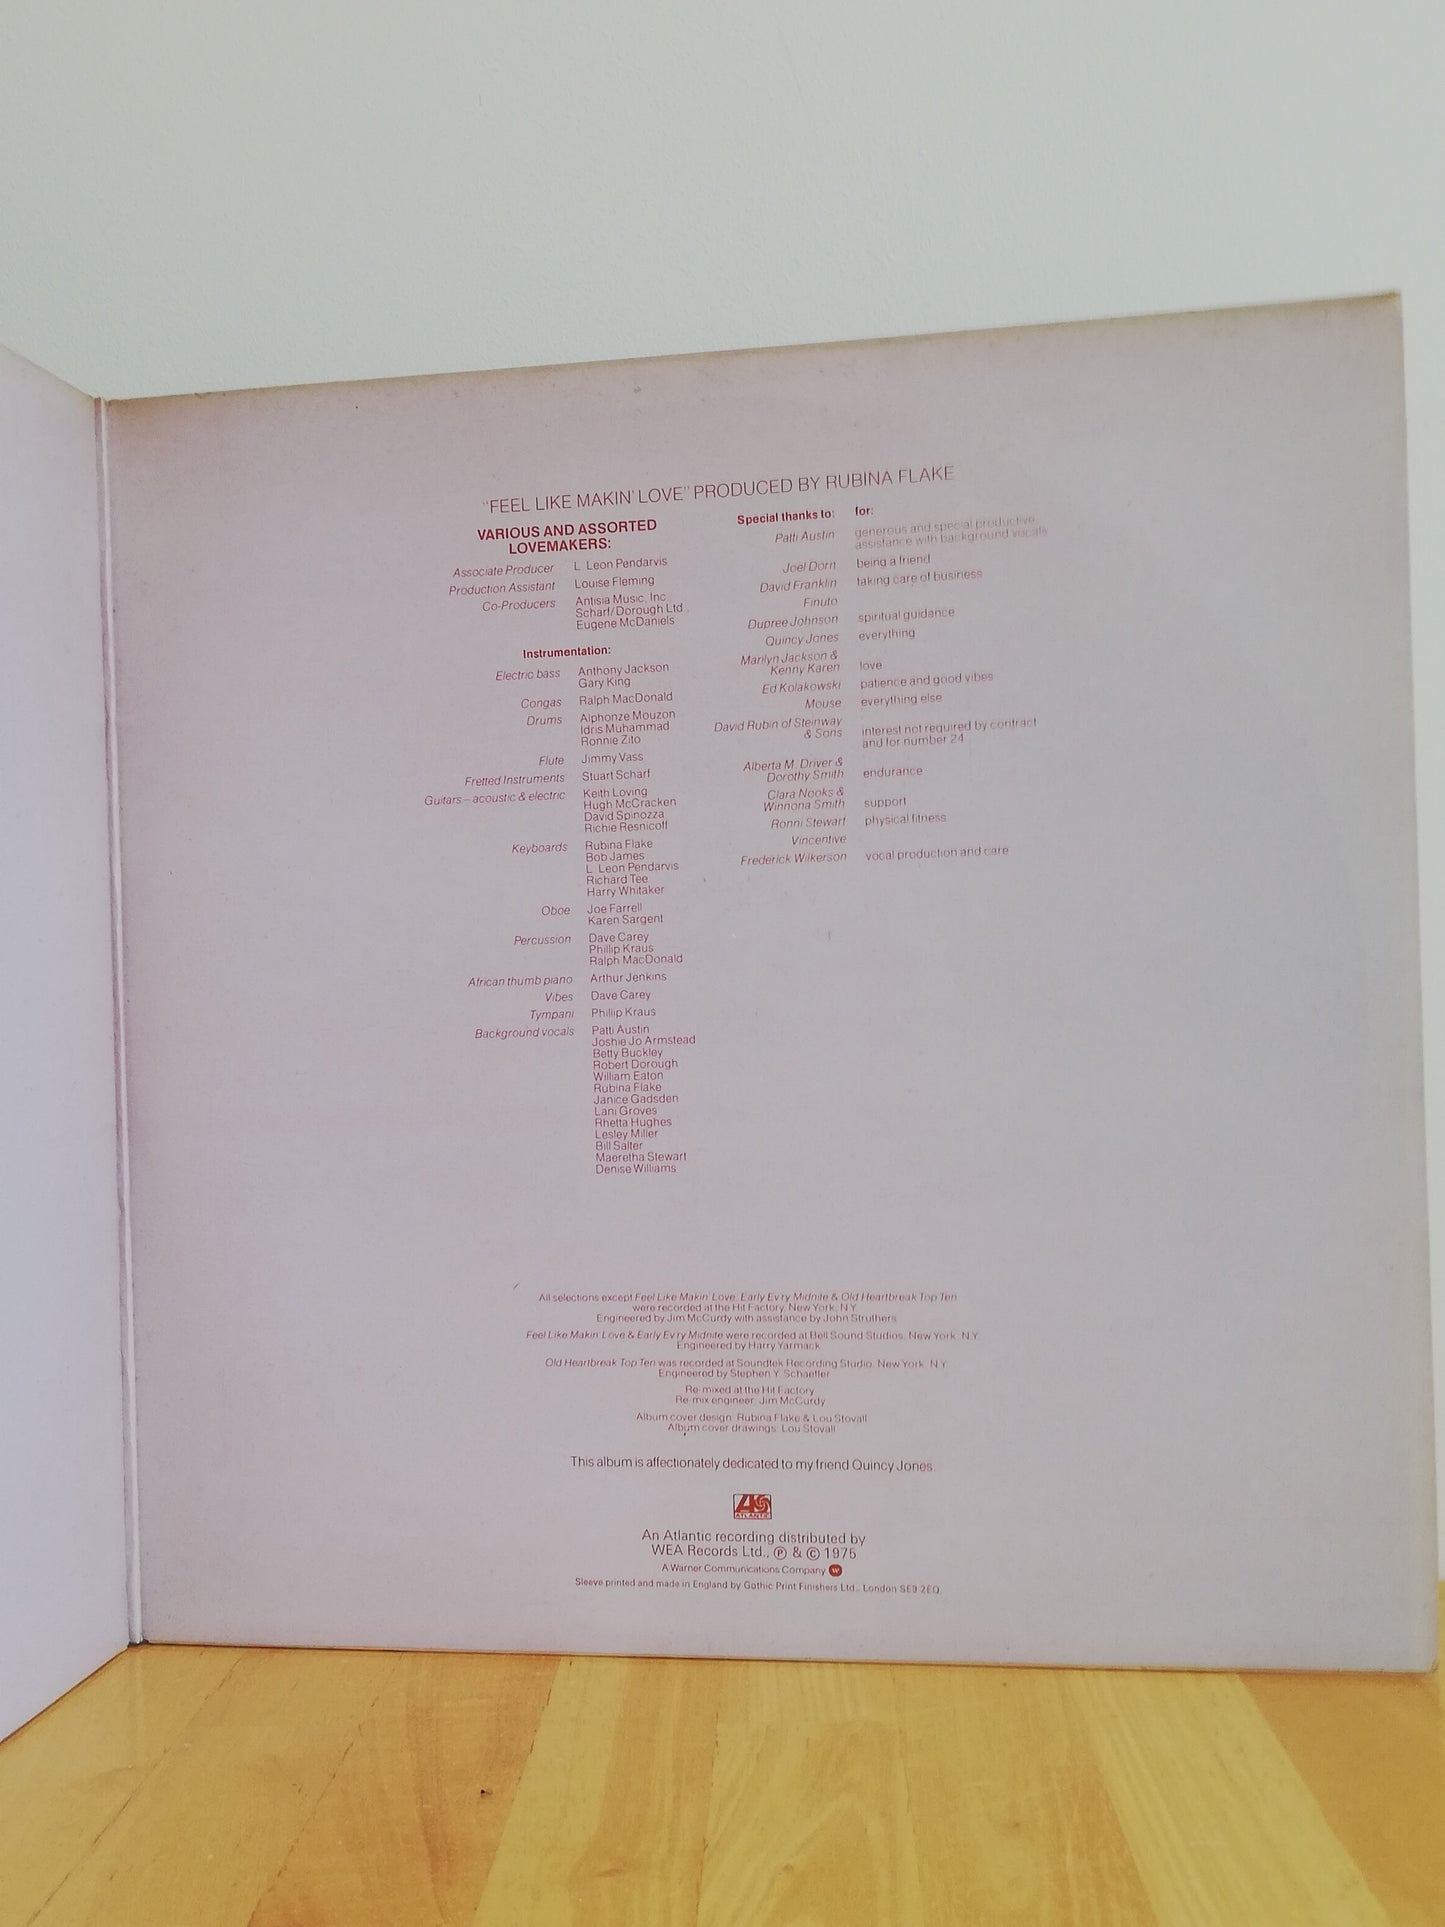 "FEEL LIKE MAKIN' LOVE" PRODUCED BY RUBINA FLAKE
VARIOUS AND ASSORTED
LOVEMAKERS:
Associate Producer L. Leon Pendarvis
Production Assistant Louise Fleming
Co-Producers Antisia Music, Inc.
Scharf/Dorough Ltd.
Eugene McDaniels
Instrumentation:
Electric bass Anthony Jackson
Gary King
Congas Ralph MacDonald
Drums Alphonze Mouzon
Idris Muhammad
Ronnie Zito
Flute Jimmy Vass
Fretted Instruments Stuart Scharf
Guitars – acoustic & electric Keith Loving
Hugh McCracken
David Spinozza
Richie Resnicoff
Keyboards Rubina Flake
Bob James
L. Leon Pendarvis
Richard Tee
Harry Whitaker
Oboe Joe Farrell
Karen Sargent
Percussion Dave Carey
Phillip Kraus
Ralph MacDonald
African thumb piano Arthur Jenkins
Vibes Dave Carey
Tympani Phillip Kraus
Background vocals Patti Austin
Joshie Jo Armstead
Betty Buckley
Robert Dorough
William Eaton
Rubina Flake
Janice Gadsden
Lani Groves
Rhetta Hughes
Lesley Miller
Bill Salter
Maeretha Stewart
Denise Williams
Special thanks to: for:
Patti Austin generous and special productive
assistance with background vocals
Joel Dorn being a friend
David Franklin taking care of business
Finuto
Dupree Johnson spiritual guidance
Quincy Jones everything
Marilyn Jackson &
Kenny Karen love
Ed Kolakowski patience and good vibes
Mouse everything else
David Rubin of Steinway
& Sons interest not required by contract
and for number 24
Alberta M. Driver &
Dorothy Smith endurance
Clara Nooks &
Winnona Smith support
Ronni Stewart physical fitness
Vincentive
Frederick Wilkerson vocal production and care
All selections except Feel Like Makin' Love, Early Ev'ry Midnite & Old Heartbreak Top Ten
were recorded at the Hit Factory, New York, N.Y.
Engineered by Jim McCurdy with assistance by John Struthers
Feel Like Makin' Love & Early Ev'ry Midnite were recorded at Bell Sound Studios, New York, N.Y.
Engineered by Harry Yarmack
Old Heartbreak Top Ten was recorded at Soundtek Recording Studio, New York, N.Y.
Engineered by Stephen Y. Schaeffer
Re-mixed at the Hit Factory
Re-mix engineer: Jim McCurdy
Album cover design: Rubina Flake & Lou Stovall
Album cover drawings: Lou Stovall
This album is affectionately dedicated to my friend Quincy Jones.
ATLANTIC
An Atlantic recording distributed by
WEA Records Ltd., ℗ & © 1975
A Warner Communications Company
Sleeve printed and made in England by Gothic Print Finishers Ltd., London SE9 2EQ.